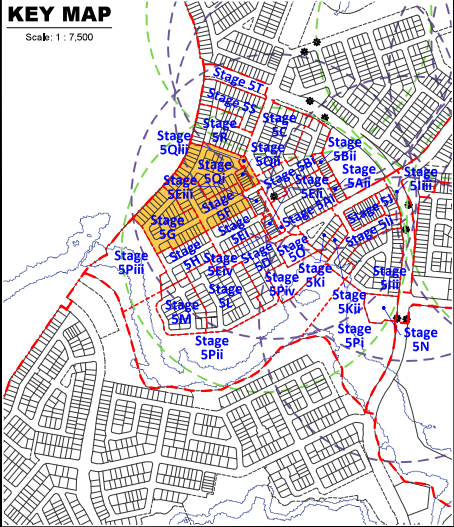 KEY MAP
Scale: 1 : 7,500
Stage 5T
Stage 5S
Stage
5R
Stage
5C
Stage
5Qiii
Stage
5Qii
Stage
5Bii
Stage 5Bi
Stage
5Qi
Stage
5Eiii
Stage
5Eii
Stage
5Aii
Stage
5Iiii
Stage
5F
Stage 5Ai
Stage 5J
Stage 5Ii
Stage
5G
Stage
Stage
5Piii
Stage
5H
Stage
5Eiv
Stage
5D
Stage
5O
Stage
5Ki
Stage
5Iii
Stage
5L
Stage
5Piv
Stage
5M
Stage
5Kii
Stage
5Pi
Stage
5N
Stage
5Pii